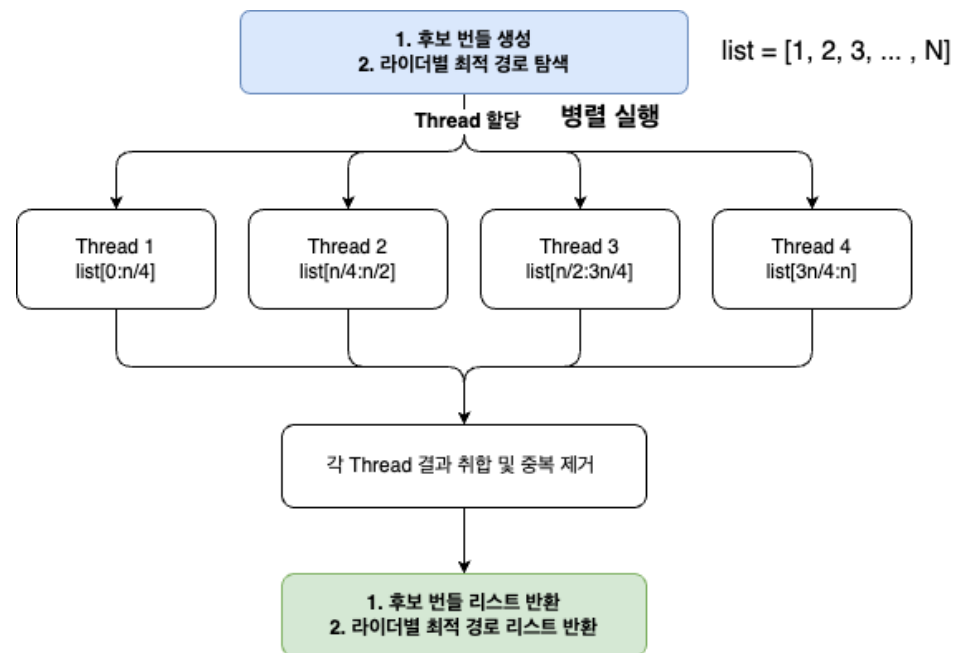 1. 후보 번들 생성
2. 라이더별 최적 경로 탐색
list = [1, 2, 3, ... , N]
Thread 할당
병렬 실행
Thread 1
list[0:n/4]
Thread 2
list[n/4:n/2]
Thread 3
list[n/2:3n/4]
Thread 4
list[3n/4:n]
각 Thread 결과 취합 및 중복 제거
1. 후보 번들 리스트 반환
2. 라이더별 최적 경로 리스트 반환